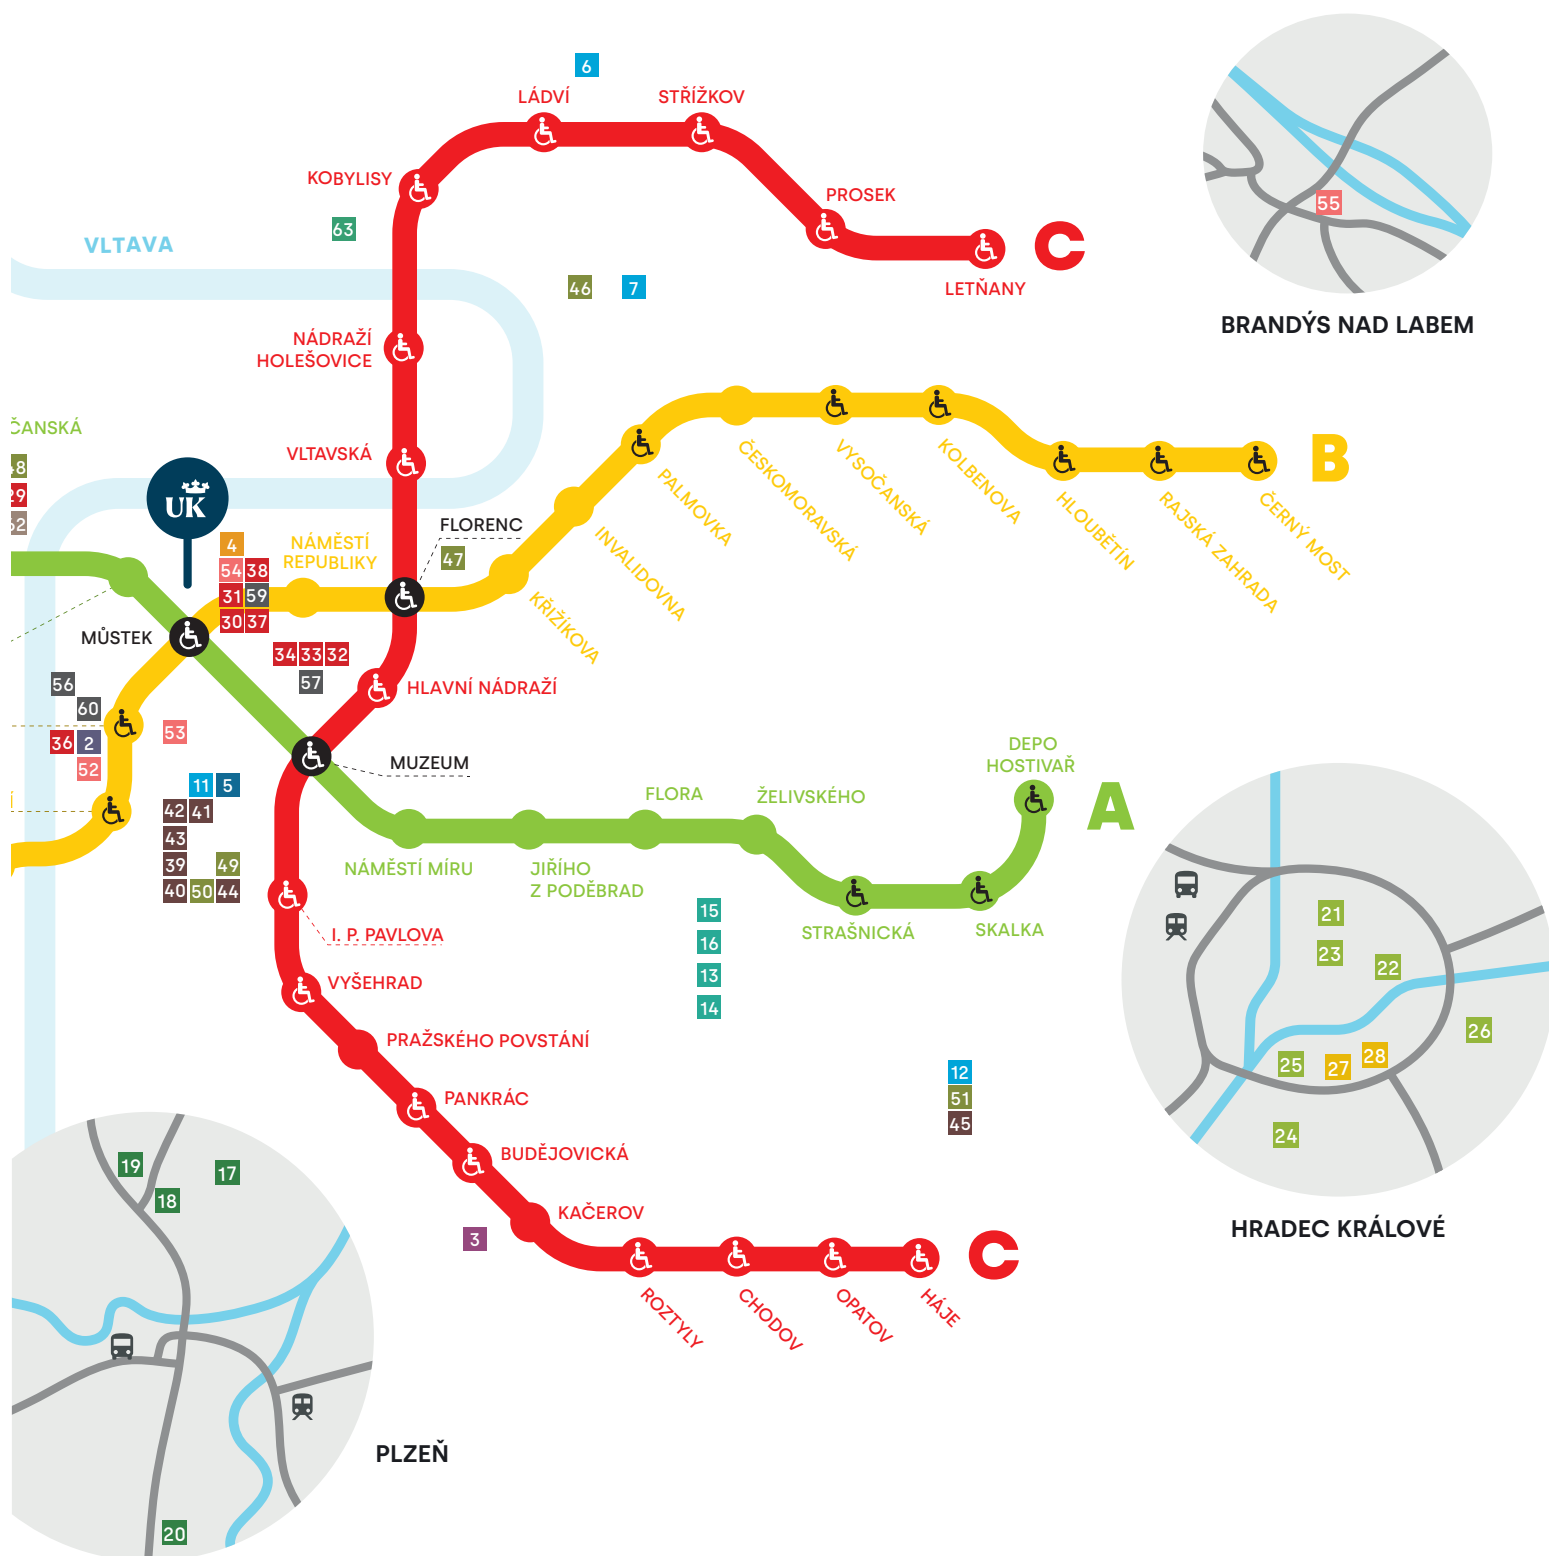 6
LÁDVÍ
STŘÍŽKOV
KOBYLISY
PROSEK
63
55
VLTAVA
C
46
7
LETŇANY
BRANDÝS NAD LABEM
NÁDRAŽÍ
HOLEŠOVICE
ČANSKÁ
VLTAVSKÁ
B
PALMOVKA
ČESKOMORAVSKÁ
VYSOČANSKÁ
KOLBENOVA
HLOUBĚTÍN
RAJSKÁ ZAHRADA
ČERNÝ MOST
48
29
62
UK
FLORENC
4
NÁMĚSTÍ
REPUBLIKY
47
54 38
31 59
30 37
INVALIDOVNA
KŘIŽÍKOVA
MŮSTEK
34 33 32
57
56
60
HLAVNÍ NÁDRAŽÍ
53
36 2
52
MUZEUM
DEPO
HOSTIVAŘ
11 5
42 41
43
39 49
40 50 44
Í
FLORA
ŽELIVSKÉHO
A
NÁMĚSTÍ MÍRU
JIŘÍHO
Z PODĚBRAD
15
16
13
14
STRAŠNICKÁ
SKALKA
21
23
22
26
25
27
28
24
I. P. PAVLOVA
VYŠEHRAD
PRAŽSKÉHO POVSTÁNÍ
12
51
45
PANKRÁC
BUDĚJOVICKÁ
19
17
18
KAČEROV
3
HRADEC KRÁLOVÉ
C
ROZTYLY
CHODOV
OPATOV
HÁJE
PLZEŇ
20